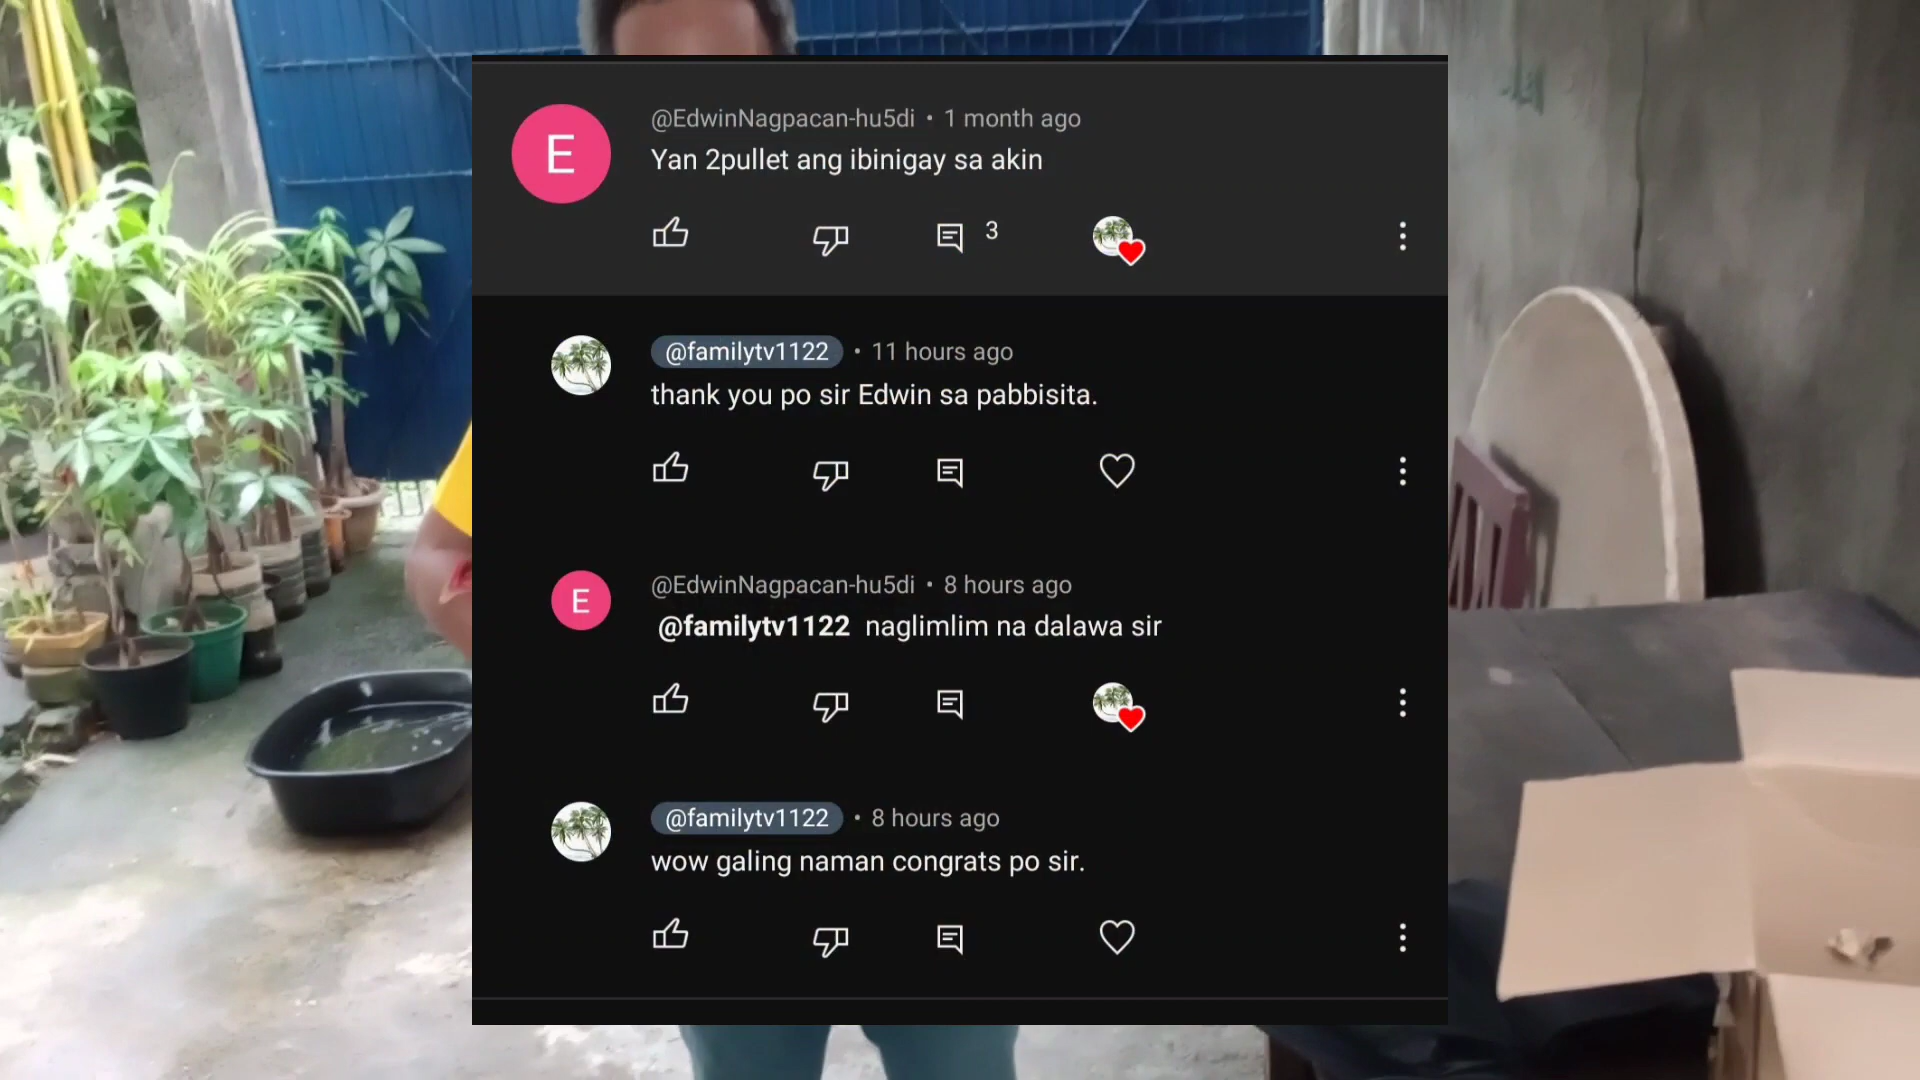 E
@EdwinNagpacan-hu5di • 1 month ago
Yan 2pullet ang ibinigay sa akin
3
@familytv1122 • 11 hours ago
thank you po sir Edwin sa pabbisita.
E
@EdwinNagpacan-hu5di • 8 hours ago
@familytv1122 naglimlim na dalawa sir
@familytv1122 • 8 hours ago
wow galing naman congrats po sir.